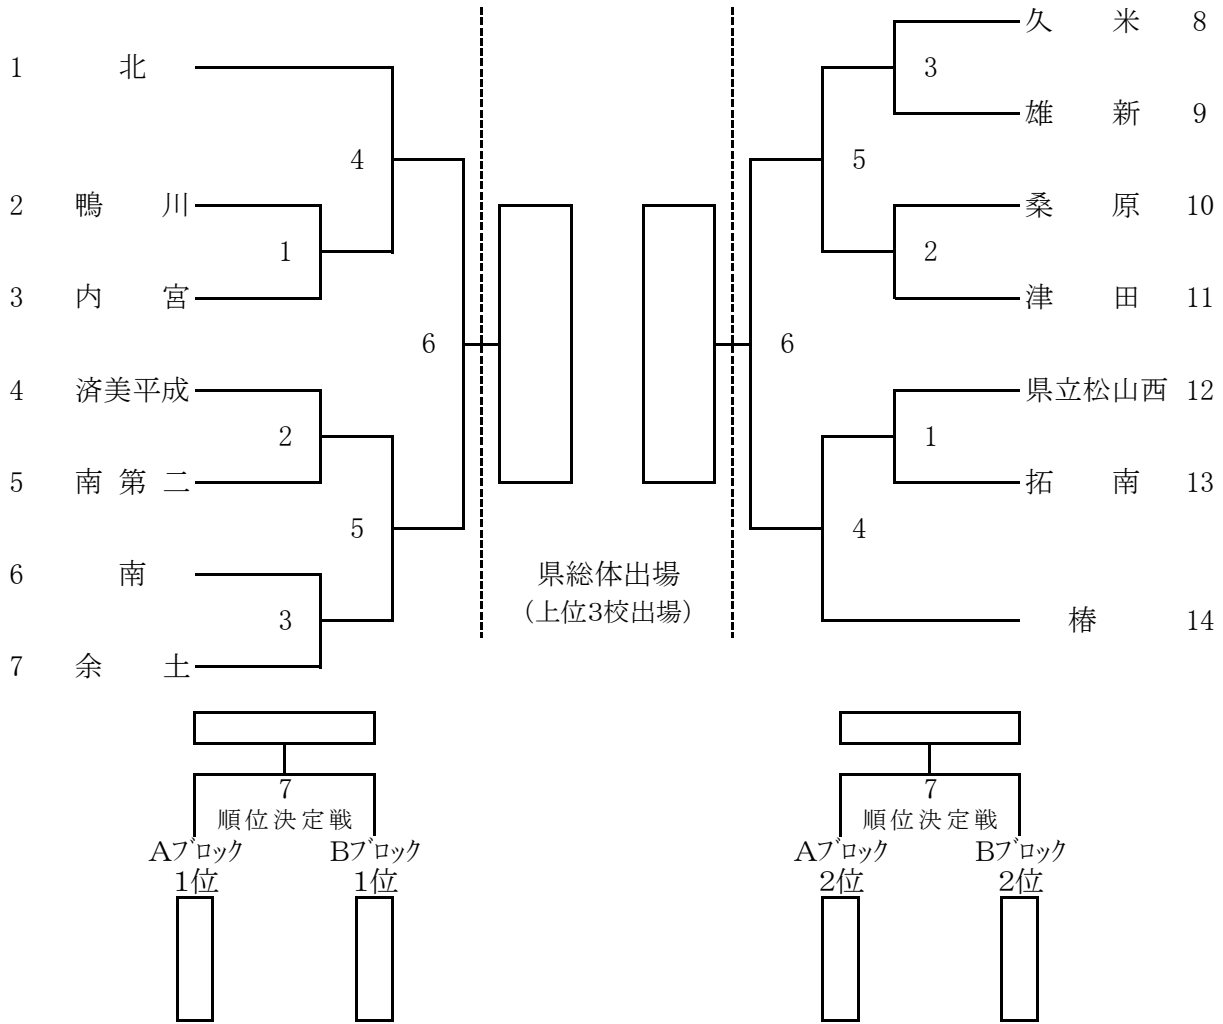 久米 8
1 北
3
雄新 9
4
5
2 鴨川
桑原 10
1
2
3 内宮
津田 11
6
6
4 済美平成
県立松山西 12
2
1
5 南第二
拓南 13
5
4
6 南
県総体出場
(上位3校出場)
3
椿 14
7 余土
7
7
順位決定戦
順位決定戦
Aブロック Bブロック
Aブロック Bブロック
1位 1位
2位 2位